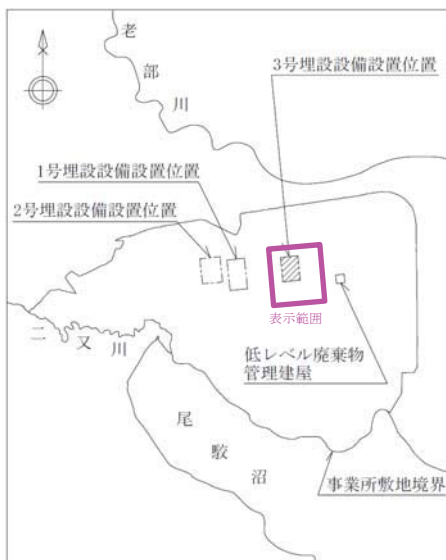 老部川
3号埋設設備設置位置
1号埋設設備設置位置
2号埋設設備設置位置
表示範囲
二又川
低レベル廃棄物
管理建屋
尾駮沼
事業所敷地境界